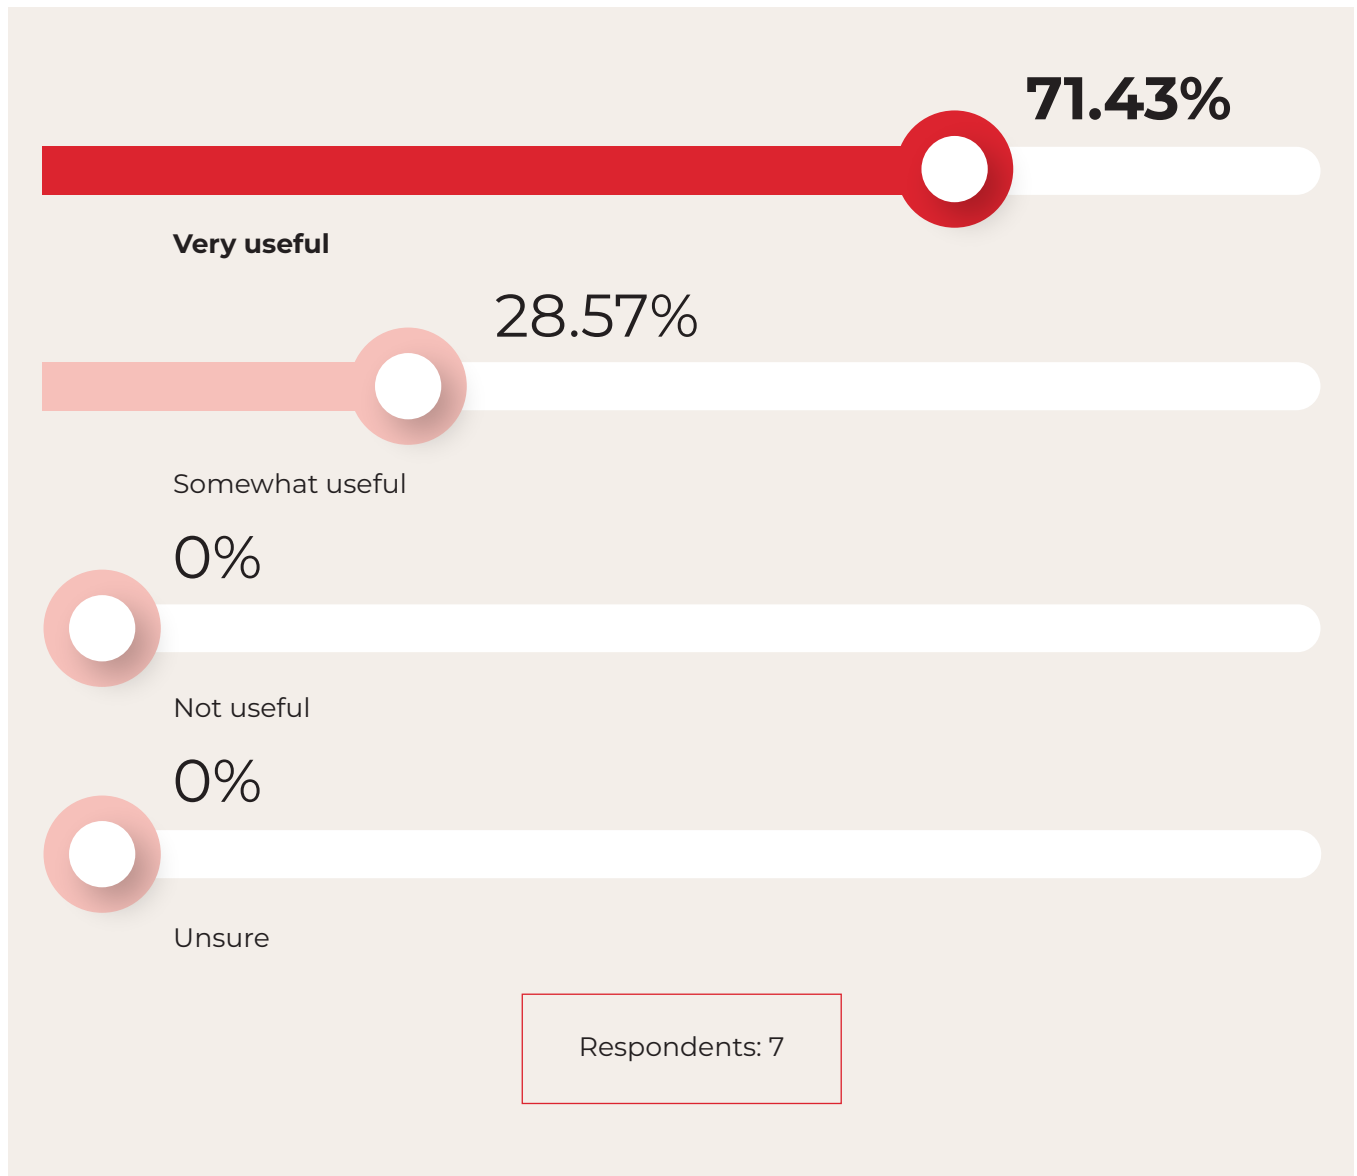 71.43%
Very useful
28.57%
Somewhat useful
0%
Not useful
0%
Unsure
Respondents: 7